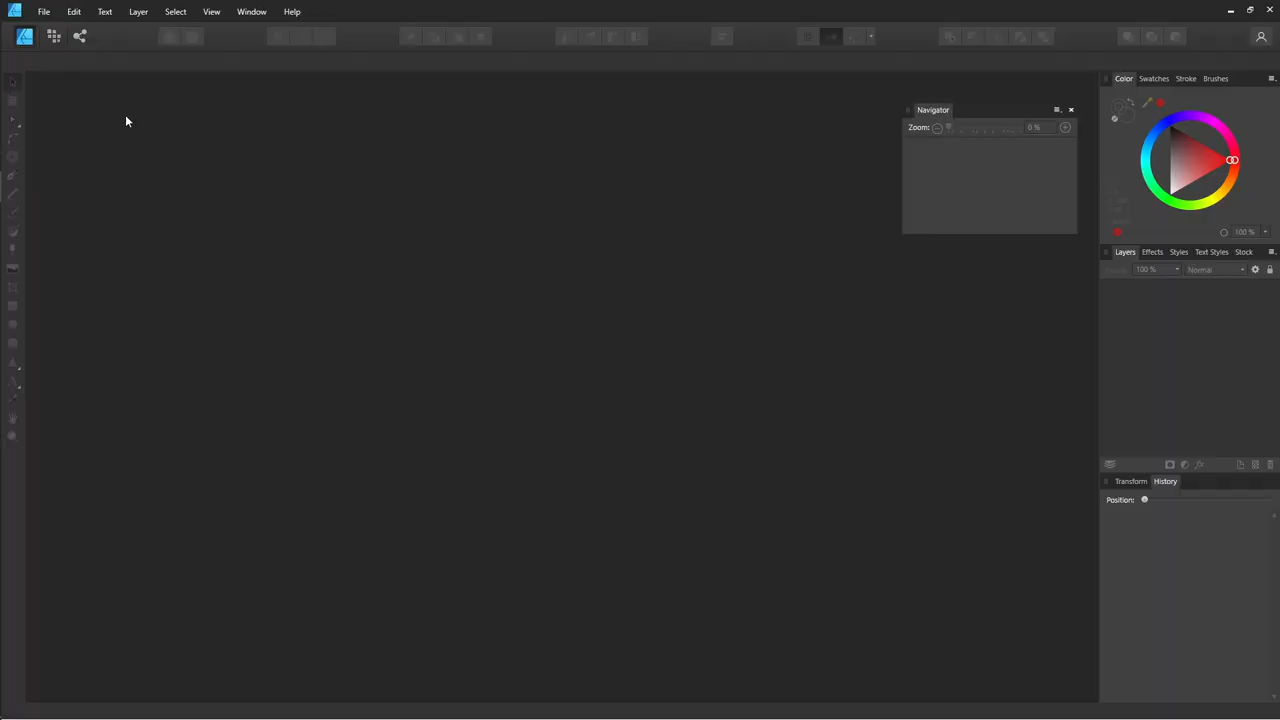 File Edit Text Layer Select View Window Help
Color Swatches Stroke Brushes
Navigator
Zoom: 0 %
100 %
Layers Effects Styles Text Styles Stock
100 % Normal
Transform History
Position: